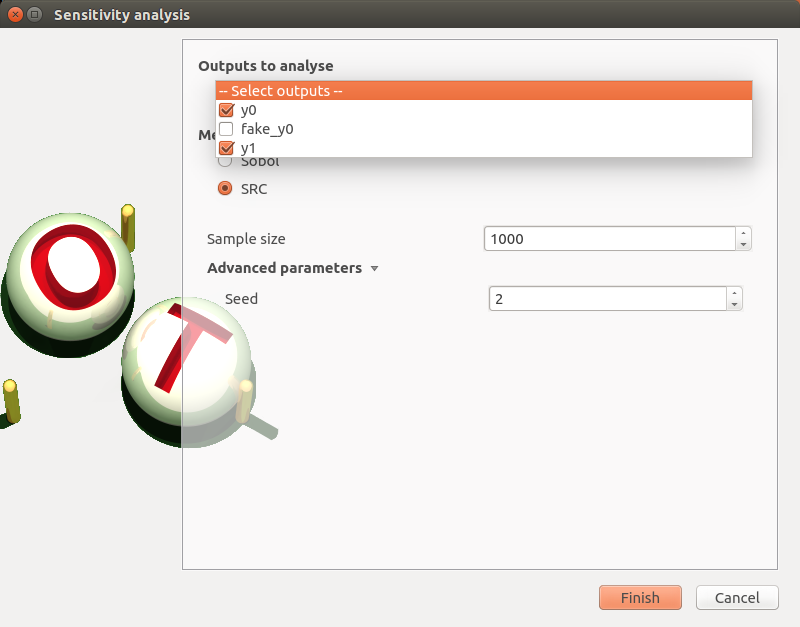 Sensitivity analysis
Outputs to analyse
-- Select outputs --
y0
fake_y0
y1
Sobol
SRC
Sample size 1000
Advanced parameters
Seed 2
O
T
Finish Cancel